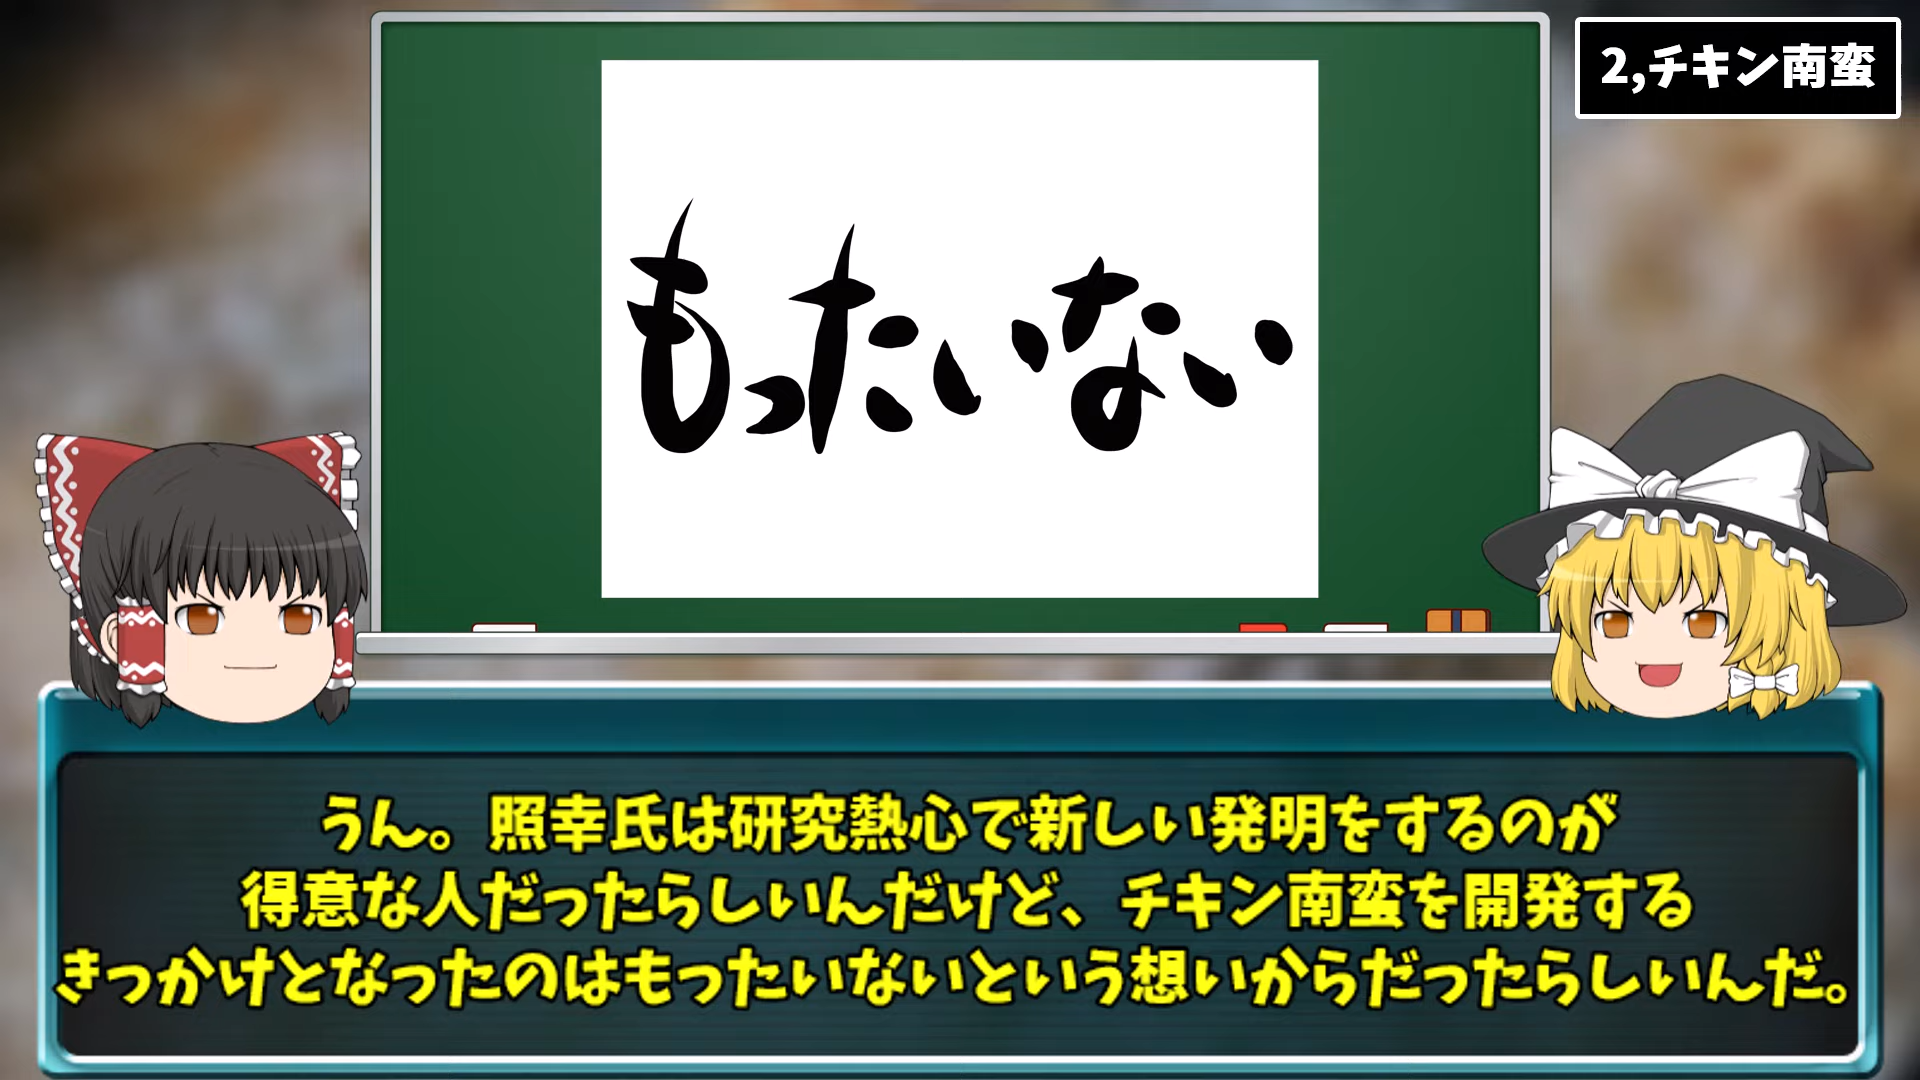 2,チキン南蛮
もったいない
うん。照幸氏は研究熱心で新しい発明をするのが
得意な人だったらしいんだけど、チキン南蛮を開発する
きっかけとなったのはもったいないという想いからだったらしいんだ。